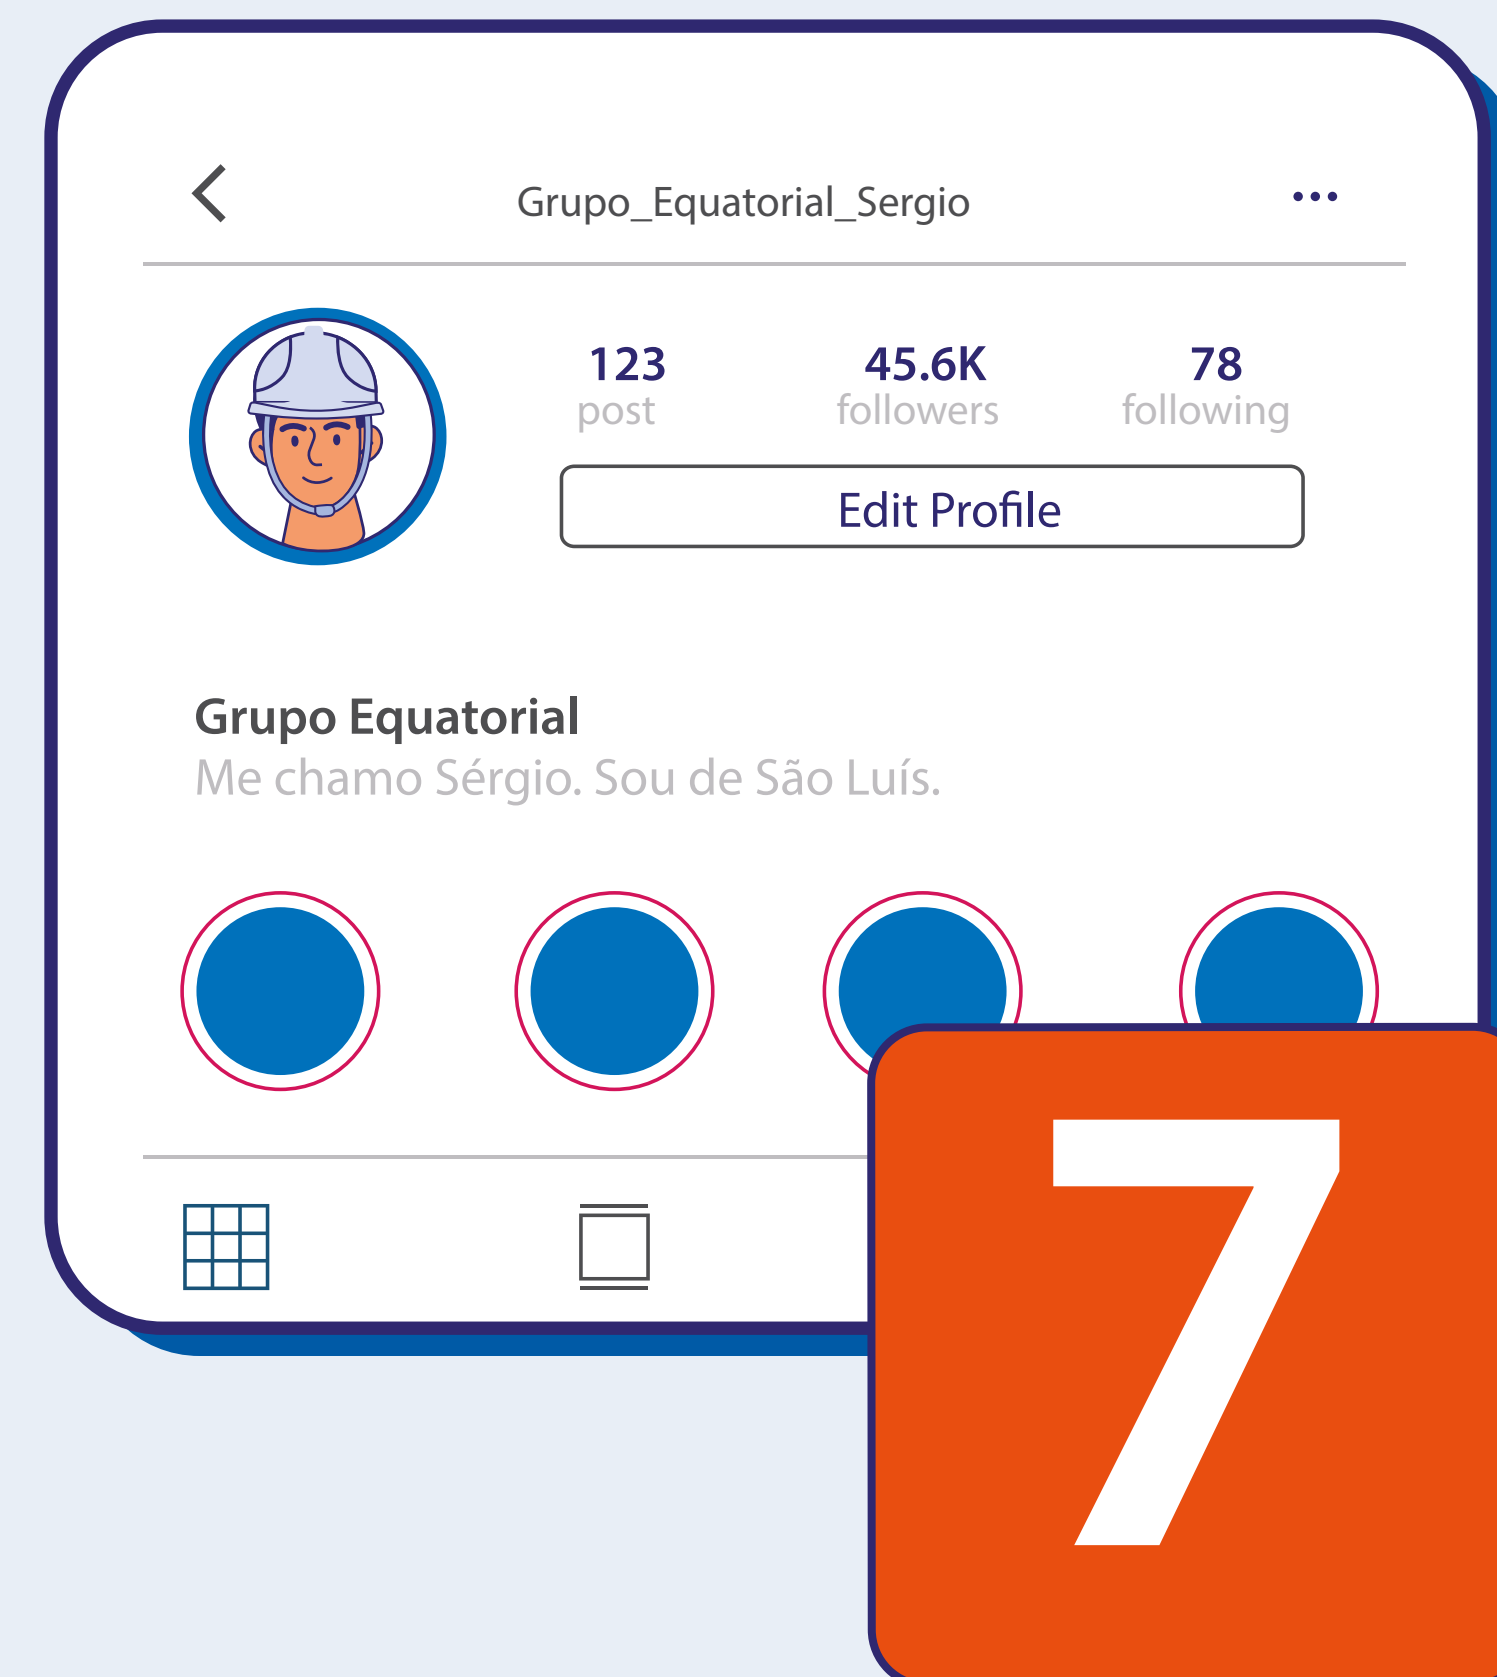 Grupo_Equatorial_Sergio
123 45.6K 78
post followers following
Edit Profile
Grupo Equatorial
Me chamo Sérgio. Sou de São Luís.
7